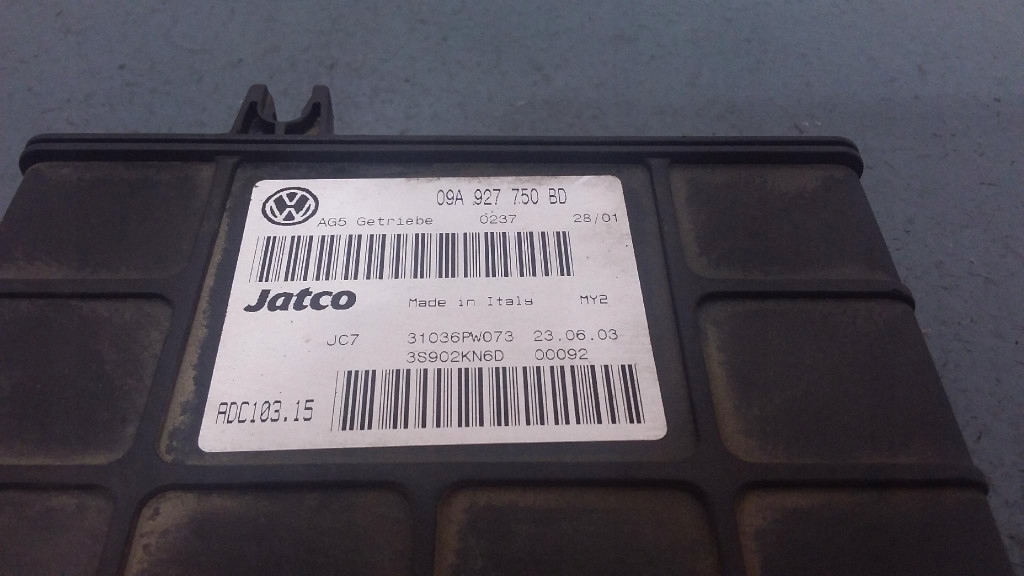 VW 09A 927 750 BD
AG5 Getriebe 0237 28/01
Jatco Made in Italy MY2
JC7 31036PW073 23.06.03
3S902KN6D 00092
ADC103.15